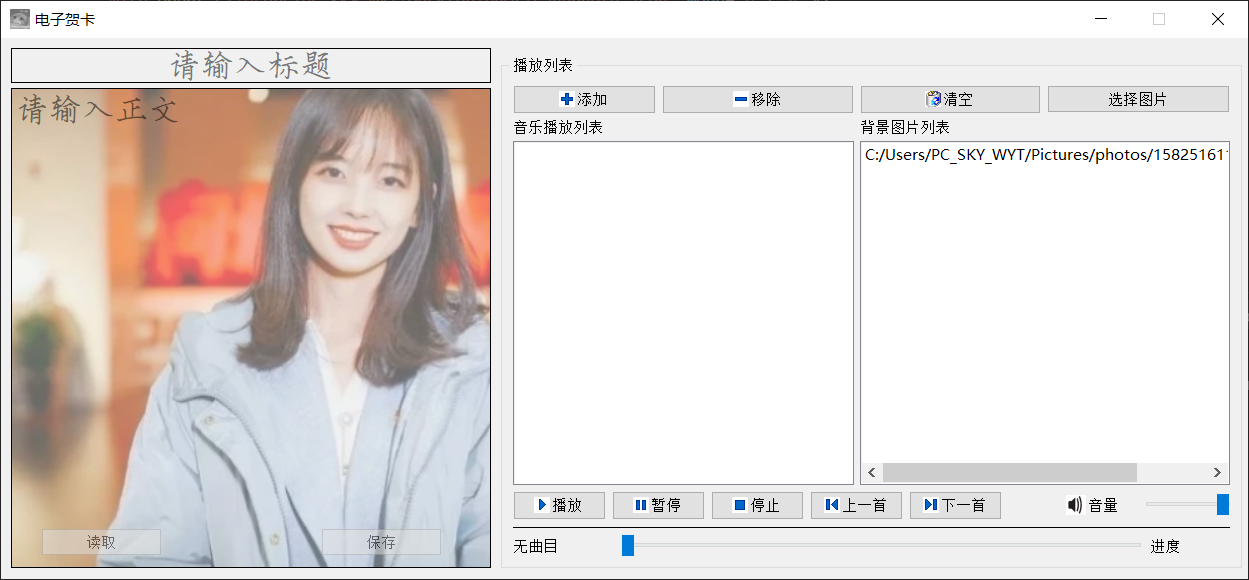 电子贺卡
请输入标题
请输入正文
读取
保存
播放列表
添加
移除
清空
选择图片
音乐播放列表
背景图片列表
C:/Users/PC_SKY_WYT/Pictures/photos/15825161
播放
暂停
停止
上一首
下一首
音量
无曲目
进度